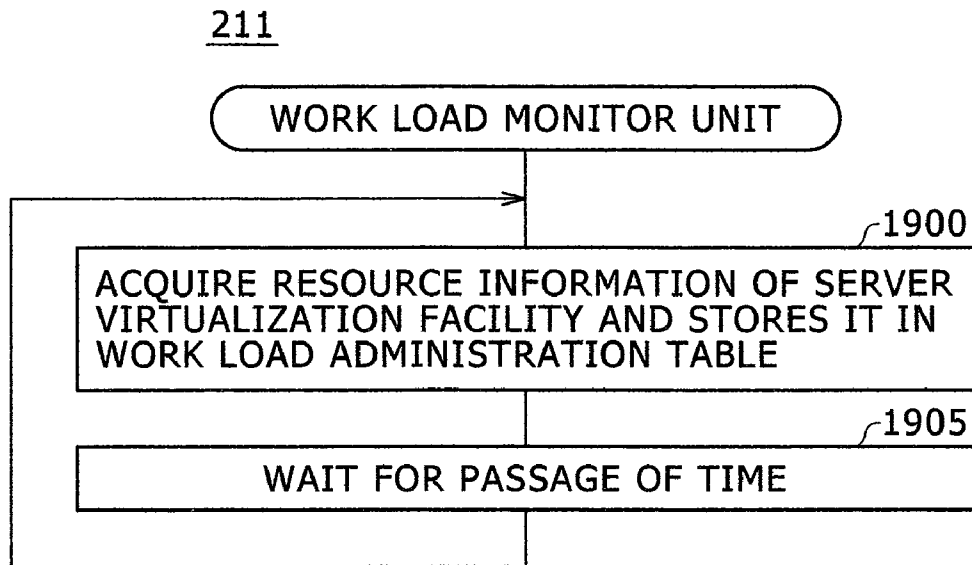 211
WORK LOAD MONITOR UNIT
1900
ACQUIRE RESOURCE INFORMATION OF SERVER
VIRTUALIZATION FACILITY AND STORES IT IN
WORK LOAD ADMINISTRATION TABLE
1905
WAIT FOR PASSAGE OF TIME